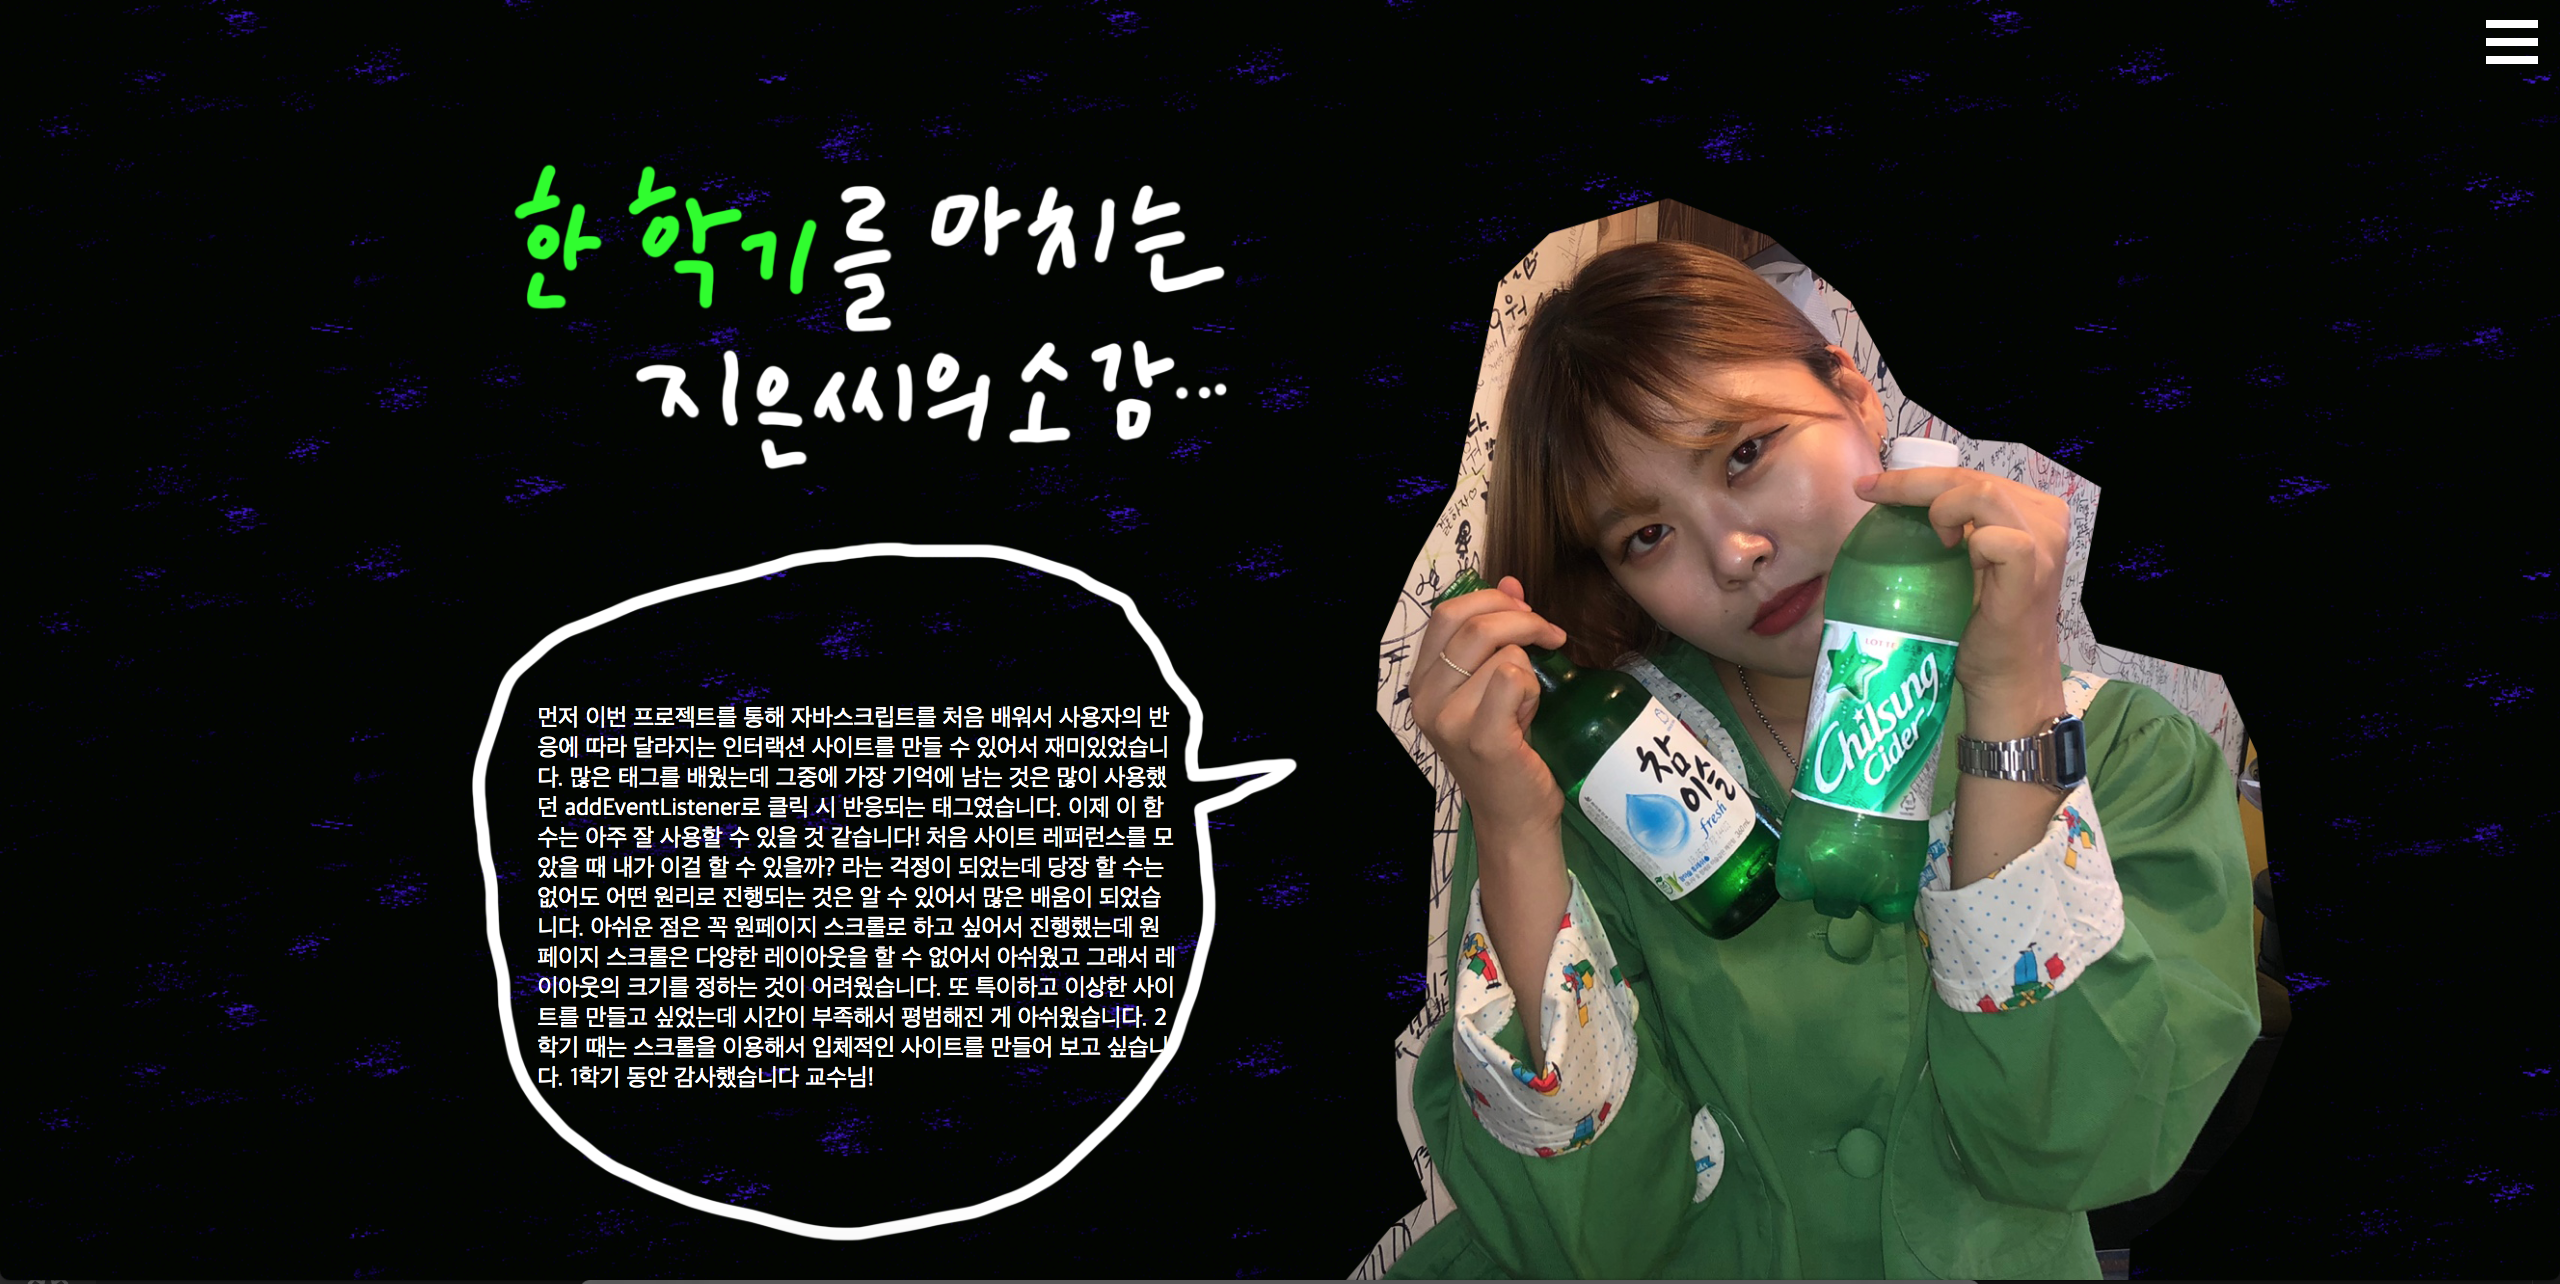 한 학기를 마치는
지은씨의 소감...
먼저 이번 프로젝트를 통해 자바스크립트를 처음 배워서 사용자의 반
응에 따라 달라지는 인터랙션 사이트를 만들 수 있어서 재미있었습니
다. 많은 태그를 배웠는데 그중에 가장 기억에 남는 것은 많이 사용했
던 addEventListener로 클릭 시 반응되는 태그였습니다. 이제 이 함
수는 아주 잘 사용할 수 있을 것 같습니다! 처음 사이트 레퍼런스를 모
았을 때 내가 이걸 할 수 있을까? 라는 걱정이 되었는데 당장 할 수는
없어도 어떤 원리로 진행되는 것은 알 수 있어서 많은 배움이 되었습
니다. 아쉬운 점은 꼭 원페이지 스크롤로 하고 싶어서 진행했는데 원
페이지 스크롤은 다양한 레이아웃을 할 수 없어서 아쉬웠고 그래서 레
이아웃의 크기를 정하는 것이 어려웠습니다. 또 특이하고 이상한 사이
트를 만들고 싶었는데 시간이 부족해서 평범해진 게 아쉬웠습니다. 2
학기 때는 스크롤을 이용해서 입체적인 사이트를 만들어 보고 싶습니
다. 1학기 동안 감사했습니다 교수님!
참
이슬
fresh
LOTTE
Chilsung
Cider